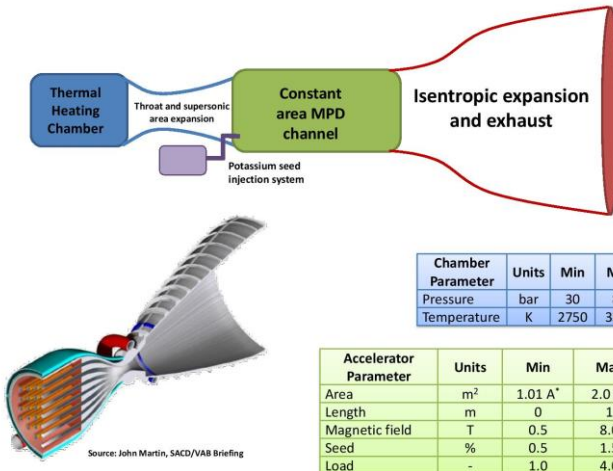 Thermal
Heating
Chamber
Throat and supersonic
area expansion
Constant
area MPD
channel
Isentropic expansion
and exhaust
Potassium seed
injection system
Chamber
Parameter Units Min
Pressure bar 30
Temperature K 2750
Source: John Martin, SACD/VAB Briefing
Accelerator
Parameter Units Min
Area m² 1.01 A* 2.0
Length m 0
Magnetic field T 0.5
Seed % 0.5
Load - 1.0